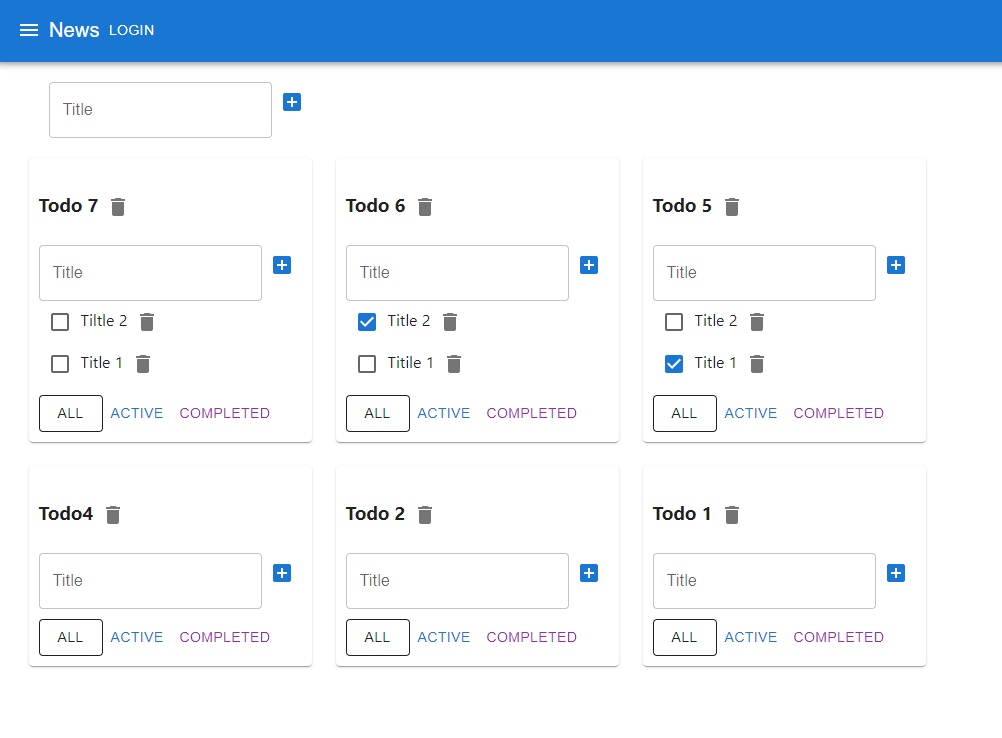 News LOGIN
Title
Todo 7
Title
Tiltle 2
Title 1
ALL ACTIVE COMPLETED
Todo 6
Title
Title 2
Titile 1
ALL ACTIVE COMPLETED
Todo 5
Title
Title 2
Title 1
ALL ACTIVE COMPLETED
Todo4
Title
ALL ACTIVE COMPLETED
Todo 2
Title
ALL ACTIVE COMPLETED
Todo 1
Title
ALL ACTIVE COMPLETED